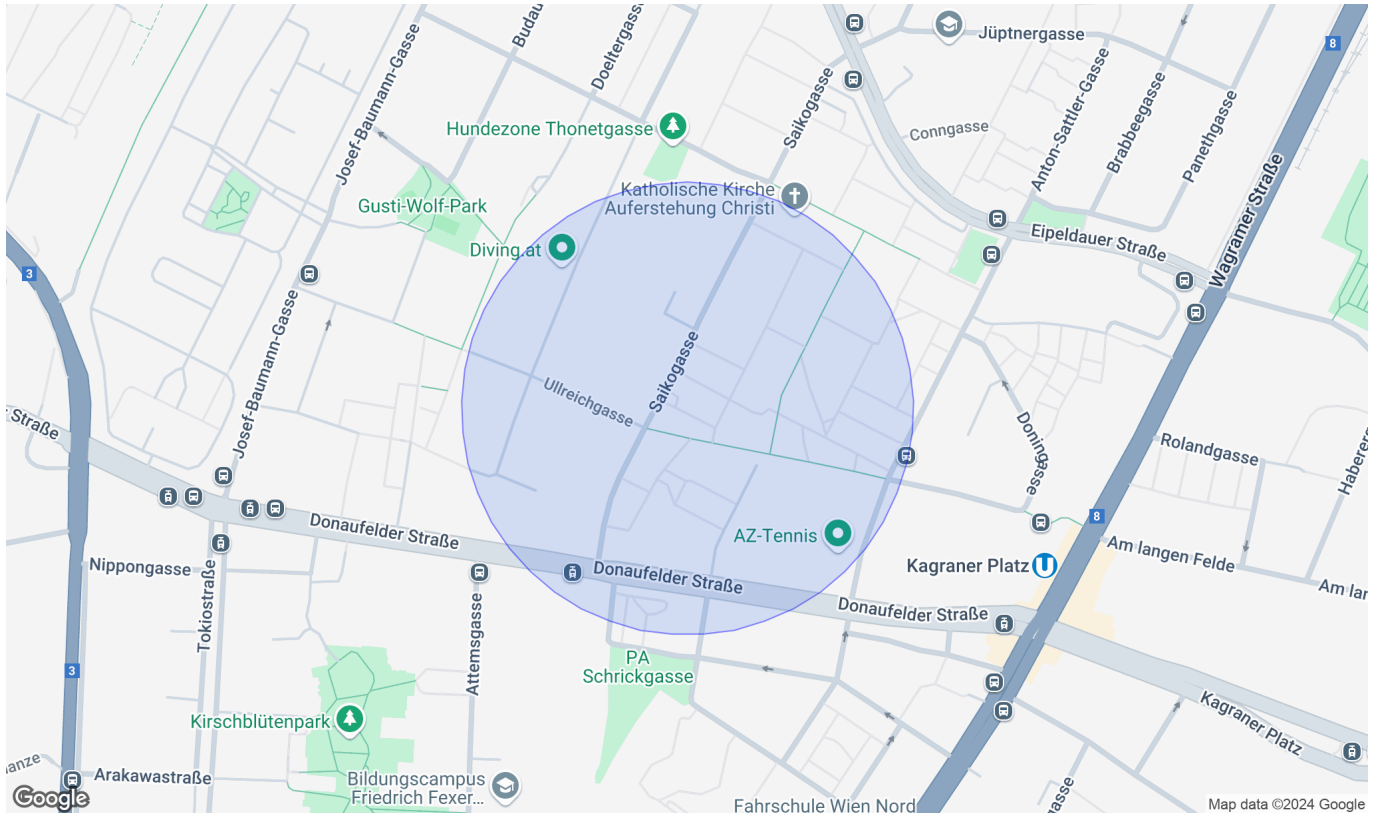 Josef-Baumann-Gasse
Budau
Doeltergasse
Jüptnergasse
8
Hundezone Thonetgasse
Saikogasse
Conngasse
Anton-Sattler-Gasse
Brabbeegasse
Panethgasse
Wagramer Straße
Katholische Kirche
Auferstehung Christi
Gusti-Wolf-Park
Diving.at
Eipeldauer Straße
3
Josef-Baumann-Gasse
Saikogasse
Ullreichgasse
r Straße
Doningasse
Rolandgasse
Haberer
8
Donaufelder Straße
AZ-Tennis
Am langen Felde
Nippongasse
Donaufelder Straße
Kagraner Platz
U
Am lar
Donaufelder Straße
Tokiostraße
Attemsgasse
3
PA
Schrickgasse
Kirschblütenpark
Kagraner Platz
anze
Arakawastraße
Bildungscampus
Friedrich Fexer...
asse
Google
Fahrschule Wien Nord
Map data ©2024 Google